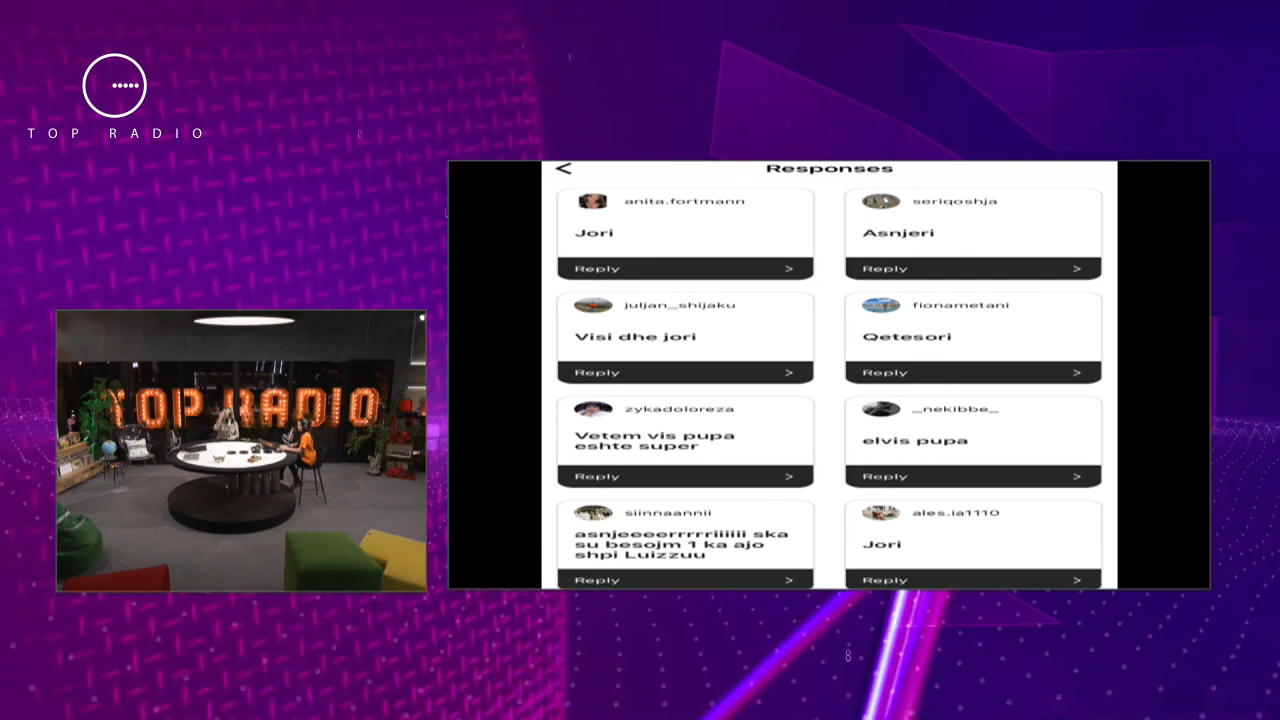 TOP RADIO
TOP RADIO
Responses
anita.fortmann
Jori
Reply
seriqoshja
Asnjeri
Reply
juljan__shijaku
Visi dhe jori
Reply
fionametani
Qetesori
Reply
zykadoloreza
Vetem vis pupa
eshte super
Reply
_nekibbe_
elvis pupa
Reply
siinnaannii
asnjeeeerrrrriiiiii ska
su besojm 1 ka ajo
shpi Luizzuu
Reply
ales.ia1110
Jori
Reply